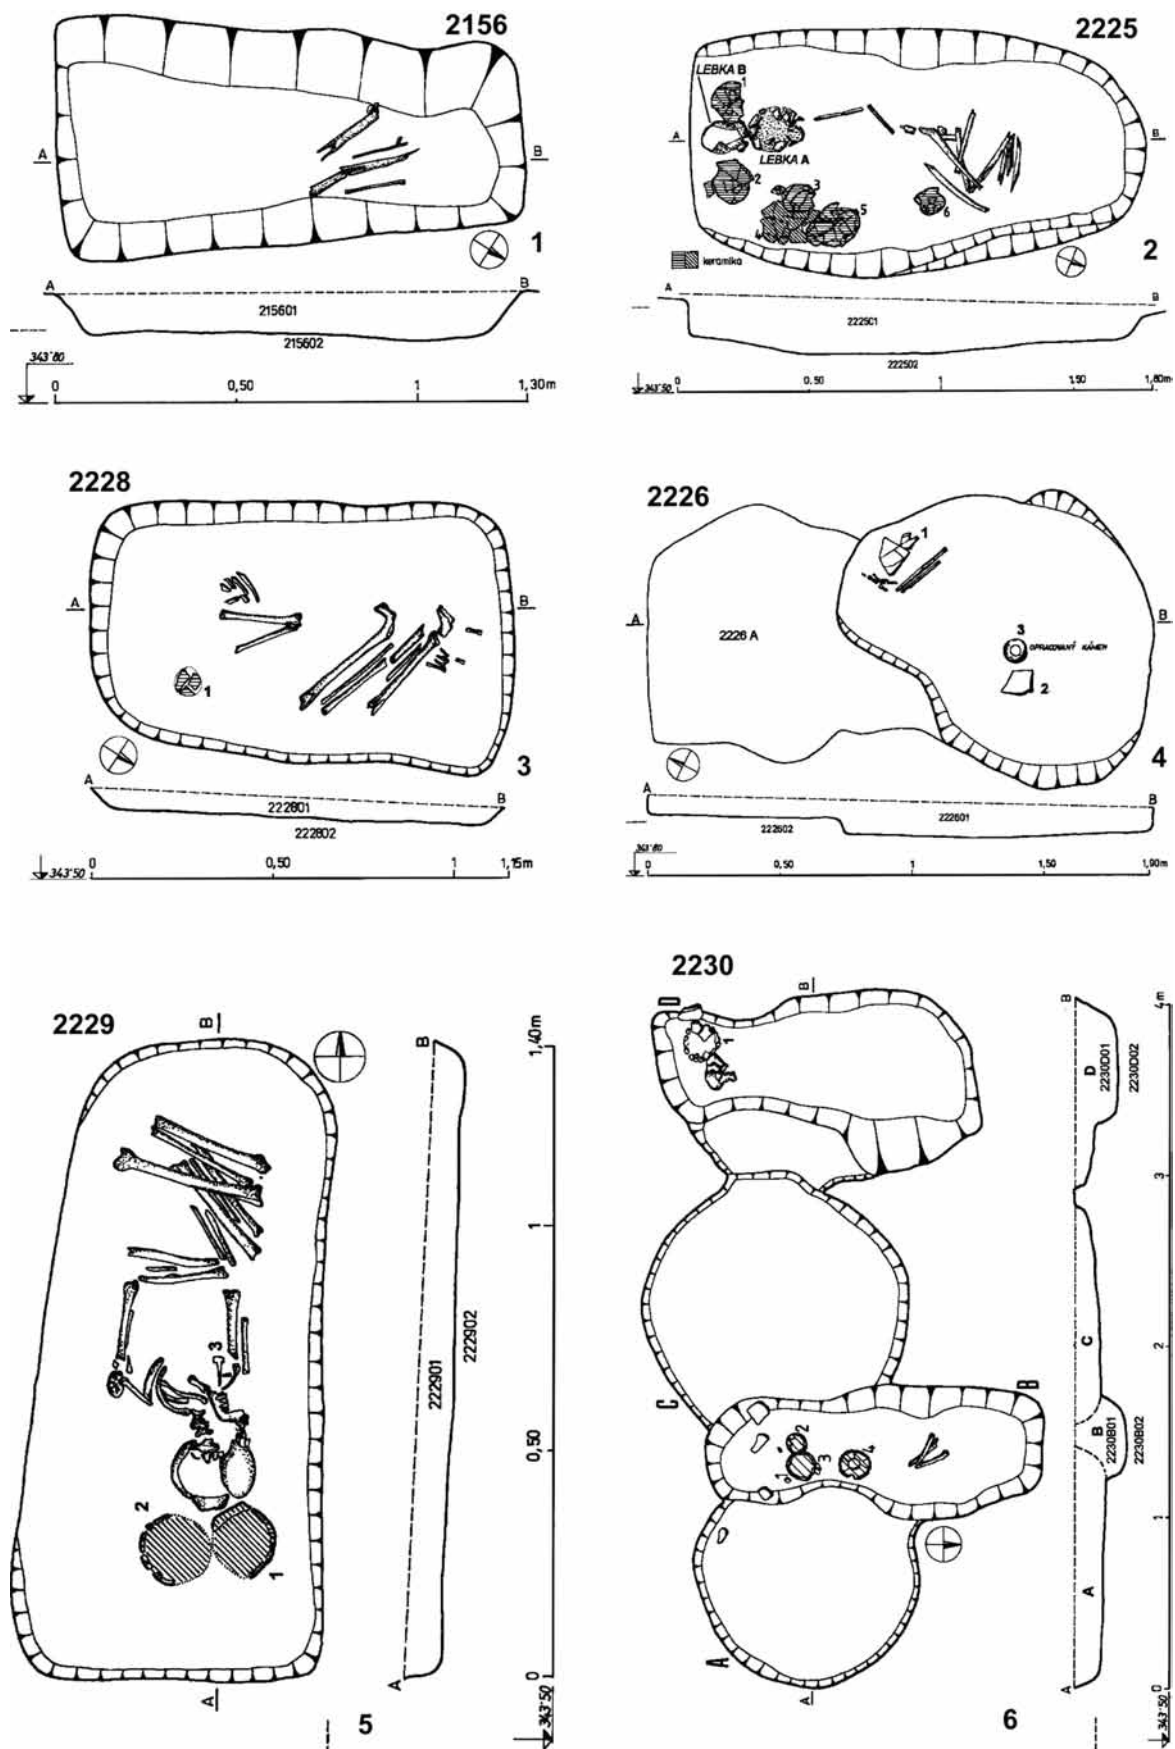 2156
A
B
1
A
B
215601
215602
343'80
0
0,50
1
1,30m
2225
LEBKA B
1
A
B
LEBKA A
2
3
5
4
6
keramika
2
A
B
222501
222502
343'50
0
0,50
1
1,50
1,80m
2228
A
B
1
3
A
B
222801
222802
343'50
0
0,50
1
1,15m
2226
1
A
B
2226 A
3
OPRACOVANÝ KÁMEN
2
4
A
B
222602
222601
343'80
0
0,50
1
1,50
1,90m
2229
B
B
1,40m
1
222902
3
222901
0,50
2
1
A
A
0
343'50
5
2230
D
B
1
B
4m
D
2230D01
2230D02
3
2
C
C
B
2
3
4
1
B
2230B01
2230B02
1
A
A
A
A
0
343'50
6